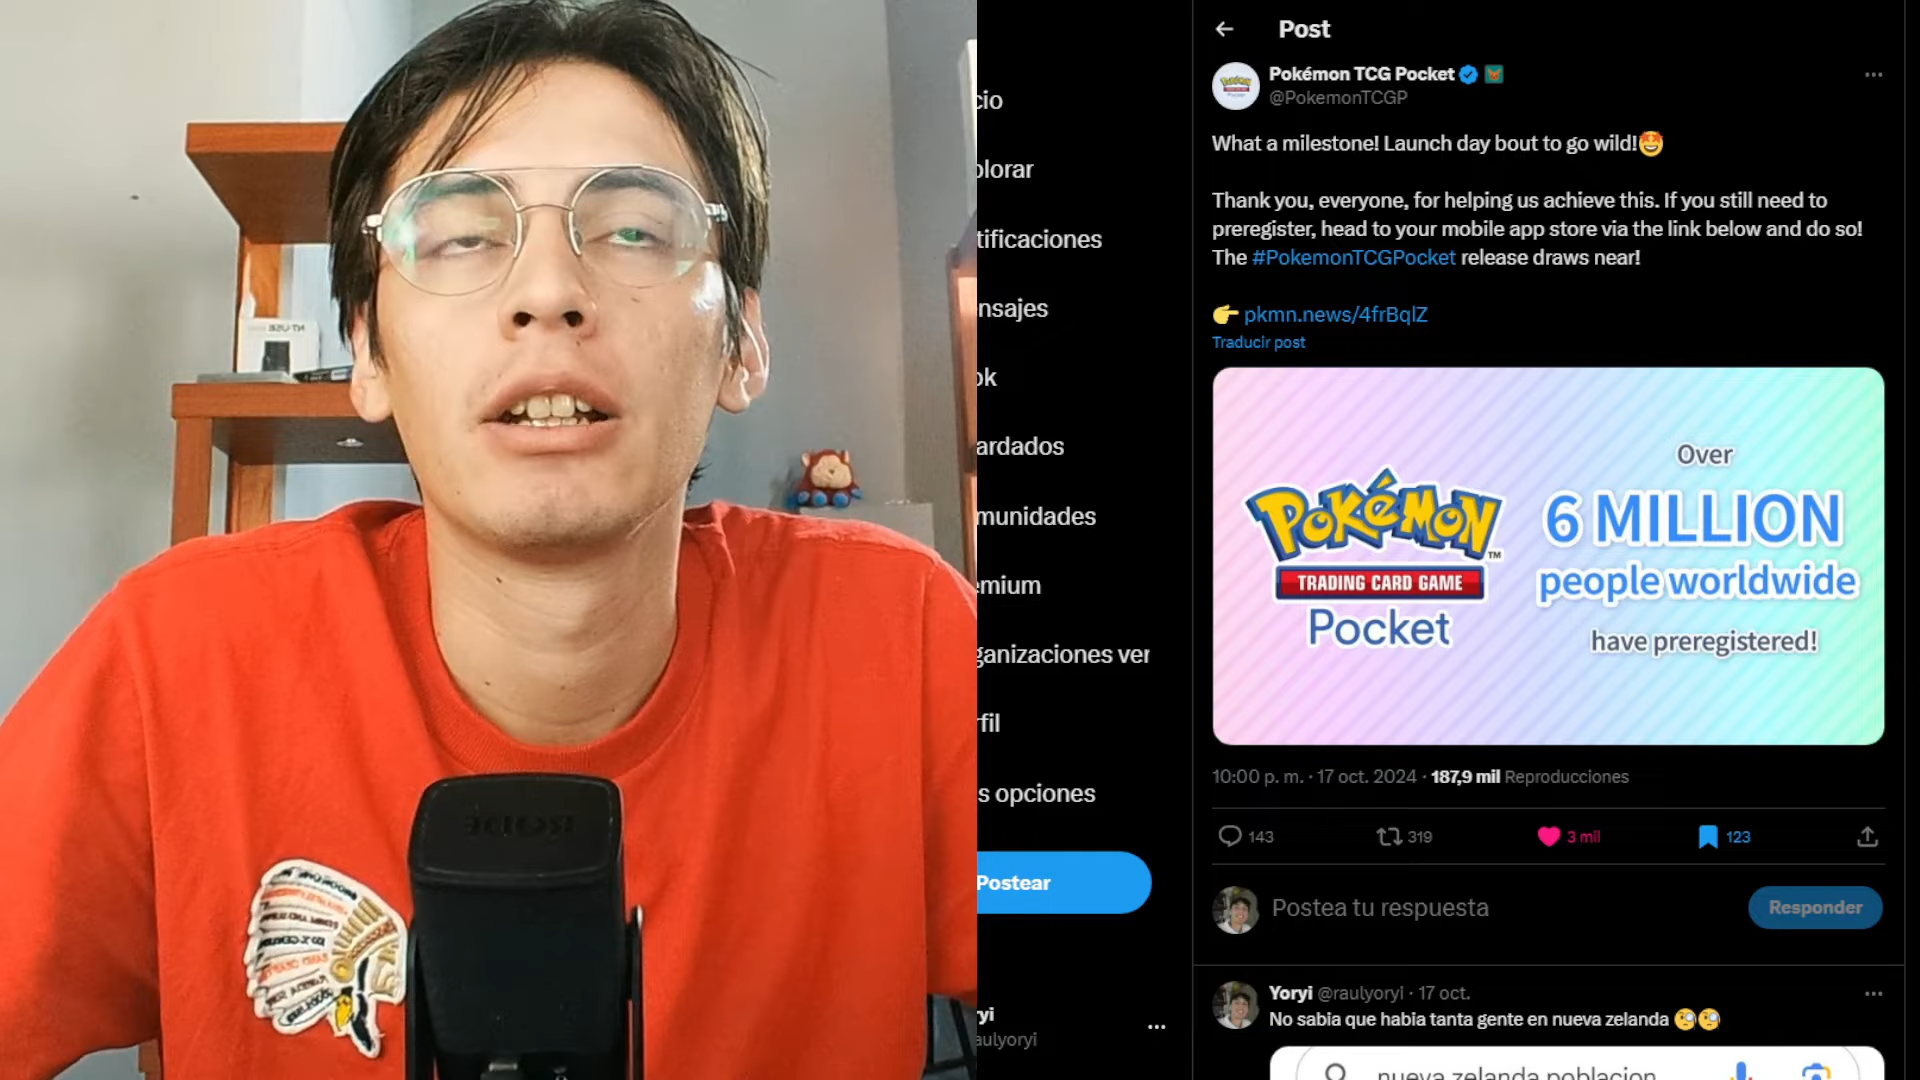 cio
Post
Pokémon TCG Pocket
@PokemonTCGP
plorar
What a milestone! Launch day bout to go wild!🤩
Thank you, everyone, for helping us achieve this. If you still need to
preregister, head to your mobile app store via the link below and do so!
The #PokemonTCGPocket release draws near!
👉 pkmn.news/4frBqlZ
Traducir post
tificaciones
nsajes
ok
ardados
munidades
emium
ganizaciones ver
rfil
s opciones
Postear
yi
aulyoryi
Pokémon
TM
TRADING CARD GAME
Pocket
Over
6 MILLION
people worldwide
have preregistered!
10:00 p. m. · 17 oct. 2024 · 187,9 mil Reproducciones
143 319 3 mil 123
Postea tu respuesta
Responder
Yoryi @raulyoryi · 17 oct.
No sabia que habia tanta gente en nueva zelanda 🧐🧐
nueva zelanda poblacion
NT-USB
RODE